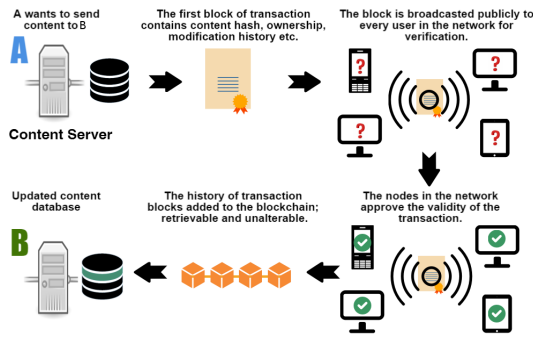 A wants to send
content to B
A
Content Server
The first block of transaction
contains content hash, ownership,
modification history etc.
The block is broadcasted publicly to
every user in the network for
verification.
?
?
?
?
The nodes in the network
approve the validity of the
transaction.
The history of transaction
blocks added to the blockchain;
retrievable and unalterable.
Updated content
database
B